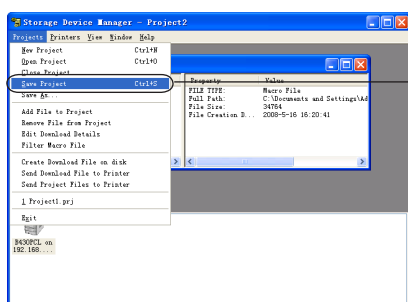 Storage Device Manager - Project2
Projects Printers View Window Help
New Project Ctrl+N
Open Project Ctrl+O
Close Project
Save Project Ctrl+S
Save As...
Add File to Project
Remove File from Project
Edit Download Details
Filter Macro File
Create Download File on disk
Send Download File to Printer
Send Project Files to Printer
1 Project1.prj
Exit
Property Value
FILE TYPE: Macro File
Full Path: C:\Documents and Settings\Ad
File Size: 34764
File Creation D... 2008-5-16 16:20:41
B430PCL on
192.168....